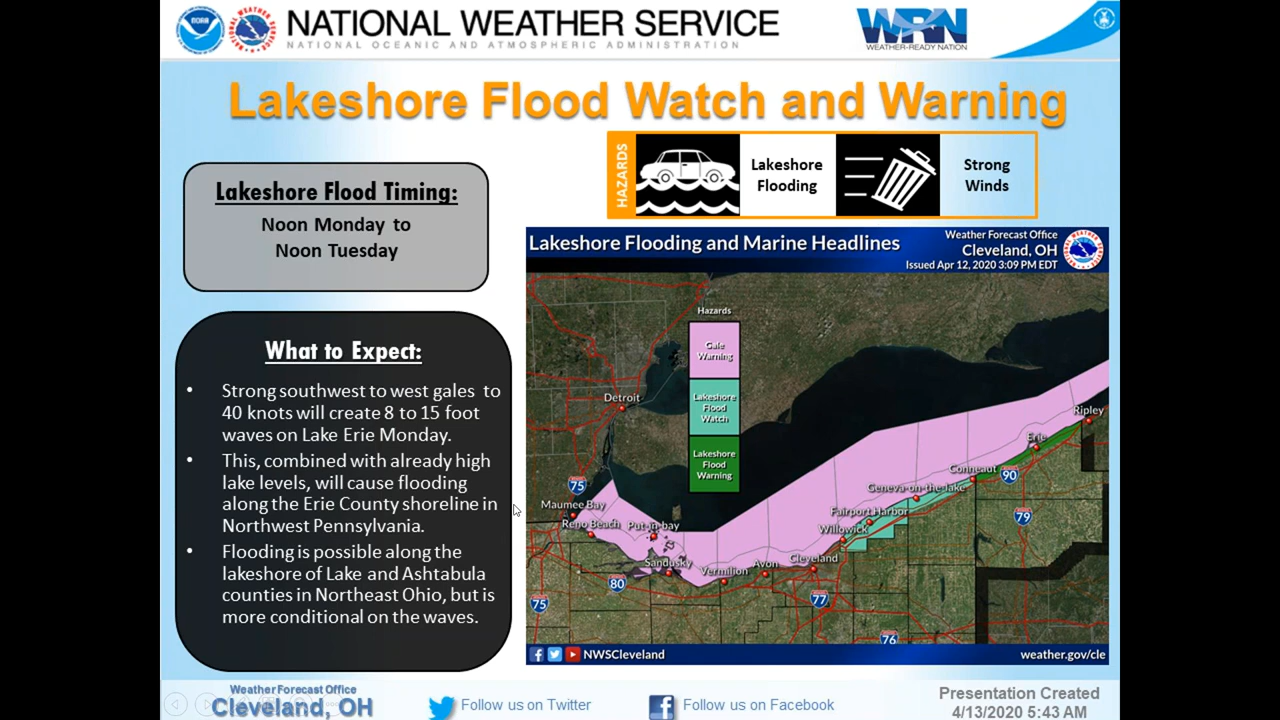 NOAA
NATIONAL WEATHER SERVICE
NATIONAL OCEANIC AND ATMOSPHERIC ADMINISTRATION
WRN
WEATHER-READY NATION
Lakeshore Flood Watch and Warning
HAZARDS
Lakeshore
Flooding
Strong
Winds
Lakeshore Flood Timing:
Noon Monday to
Noon Tuesday
What to Expect:
• Strong southwest to west gales to
40 knots will create 8 to 15 foot
waves on Lake Erie Monday.
• This, combined with already high
lake levels, will cause flooding
along the Erie County shoreline in
Northwest Pennsylvania.
• Flooding is possible along the
lakeshore of Lake and Ashtabula
counties in Northeast Ohio, but is
more conditional on the waves.
Lakeshore Flooding and Marine Headlines
Weather Forecast Office
Cleveland, OH
Issued Apr 12, 2020 3:09 PM EDT
Hazards
Gale
Warning
Lakeshore
Flood
Watch
Lakeshore
Flood
Warning
Detroit
Ripley
Erie
Conneaut
90
75
Geneva-on-the-lake
Maumee Bay
Fairport Harbor
79
Reno Beach
Put-in-bay
Willowick
Cleveland
Sandusky
Avon
Vermilion
80
75
77
76
NWSCleveland
weather.gov/cle
Weather Forecast Office
Cleveland, OH
Follow us on Twitter
Follow us on Facebook
Presentation Created
4/13/2020 5:43 AM